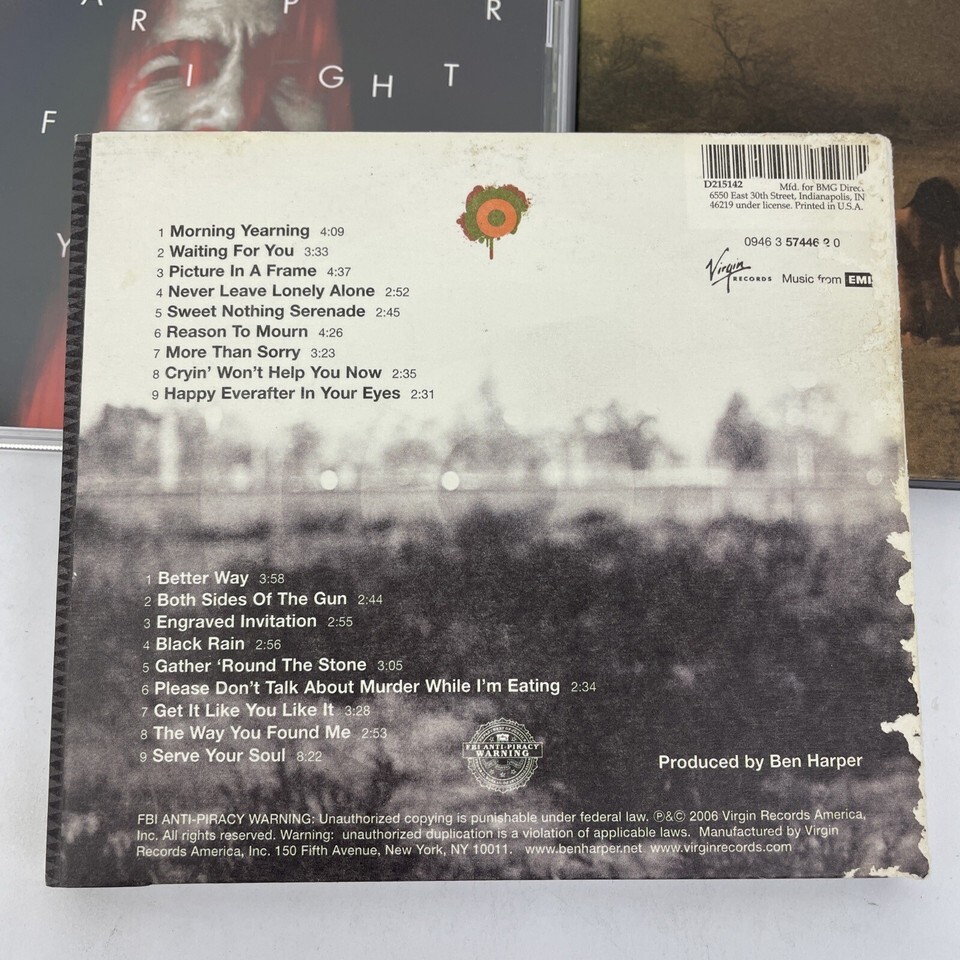 A R P R
I G H T
F
Y
D215142 Mfd. for BMG Direc
6550 East 30th Street, Indianapolis, IN
46219 under license. Printed in U.S.A.
0946 3 57446 2 0
Virgin RECORDS Music from EMI
1 Morning Yearning 4:09
2 Waiting For You 3:33
3 Picture In A Frame 4:37
4 Never Leave Lonely Alone 2:52
5 Sweet Nothing Serenade 2:45
6 Reason To Mourn 4:26
7 More Than Sorry 3:23
8 Cryin’ Won’t Help You Now 2:35
9 Happy Everafter In Your Eyes 2:31
1 Better Way 3:58
2 Both Sides Of The Gun 2:44
3 Engraved Invitation 2:55
4 Black Rain 2:56
5 Gather ‘Round The Stone 3:05
6 Please Don’t Talk About Murder While I’m Eating 2:34
7 Get It Like You Like It 3:28
8 The Way You Found Me 2:53
9 Serve Your Soul 8:22
FBI ANTI-PIRACY
WARNING
Produced by Ben Harper
FBI ANTI-PIRACY WARNING: Unauthorized copying is punishable under federal law. ℗&© 2006 Virgin Records America,
Inc. All rights reserved. Warning: unauthorized duplication is a violation of applicable laws. Manufactured by Virgin
Records America, Inc. 150 Fifth Avenue, New York, NY 10011. www.benharper.net www.virginrecords.com